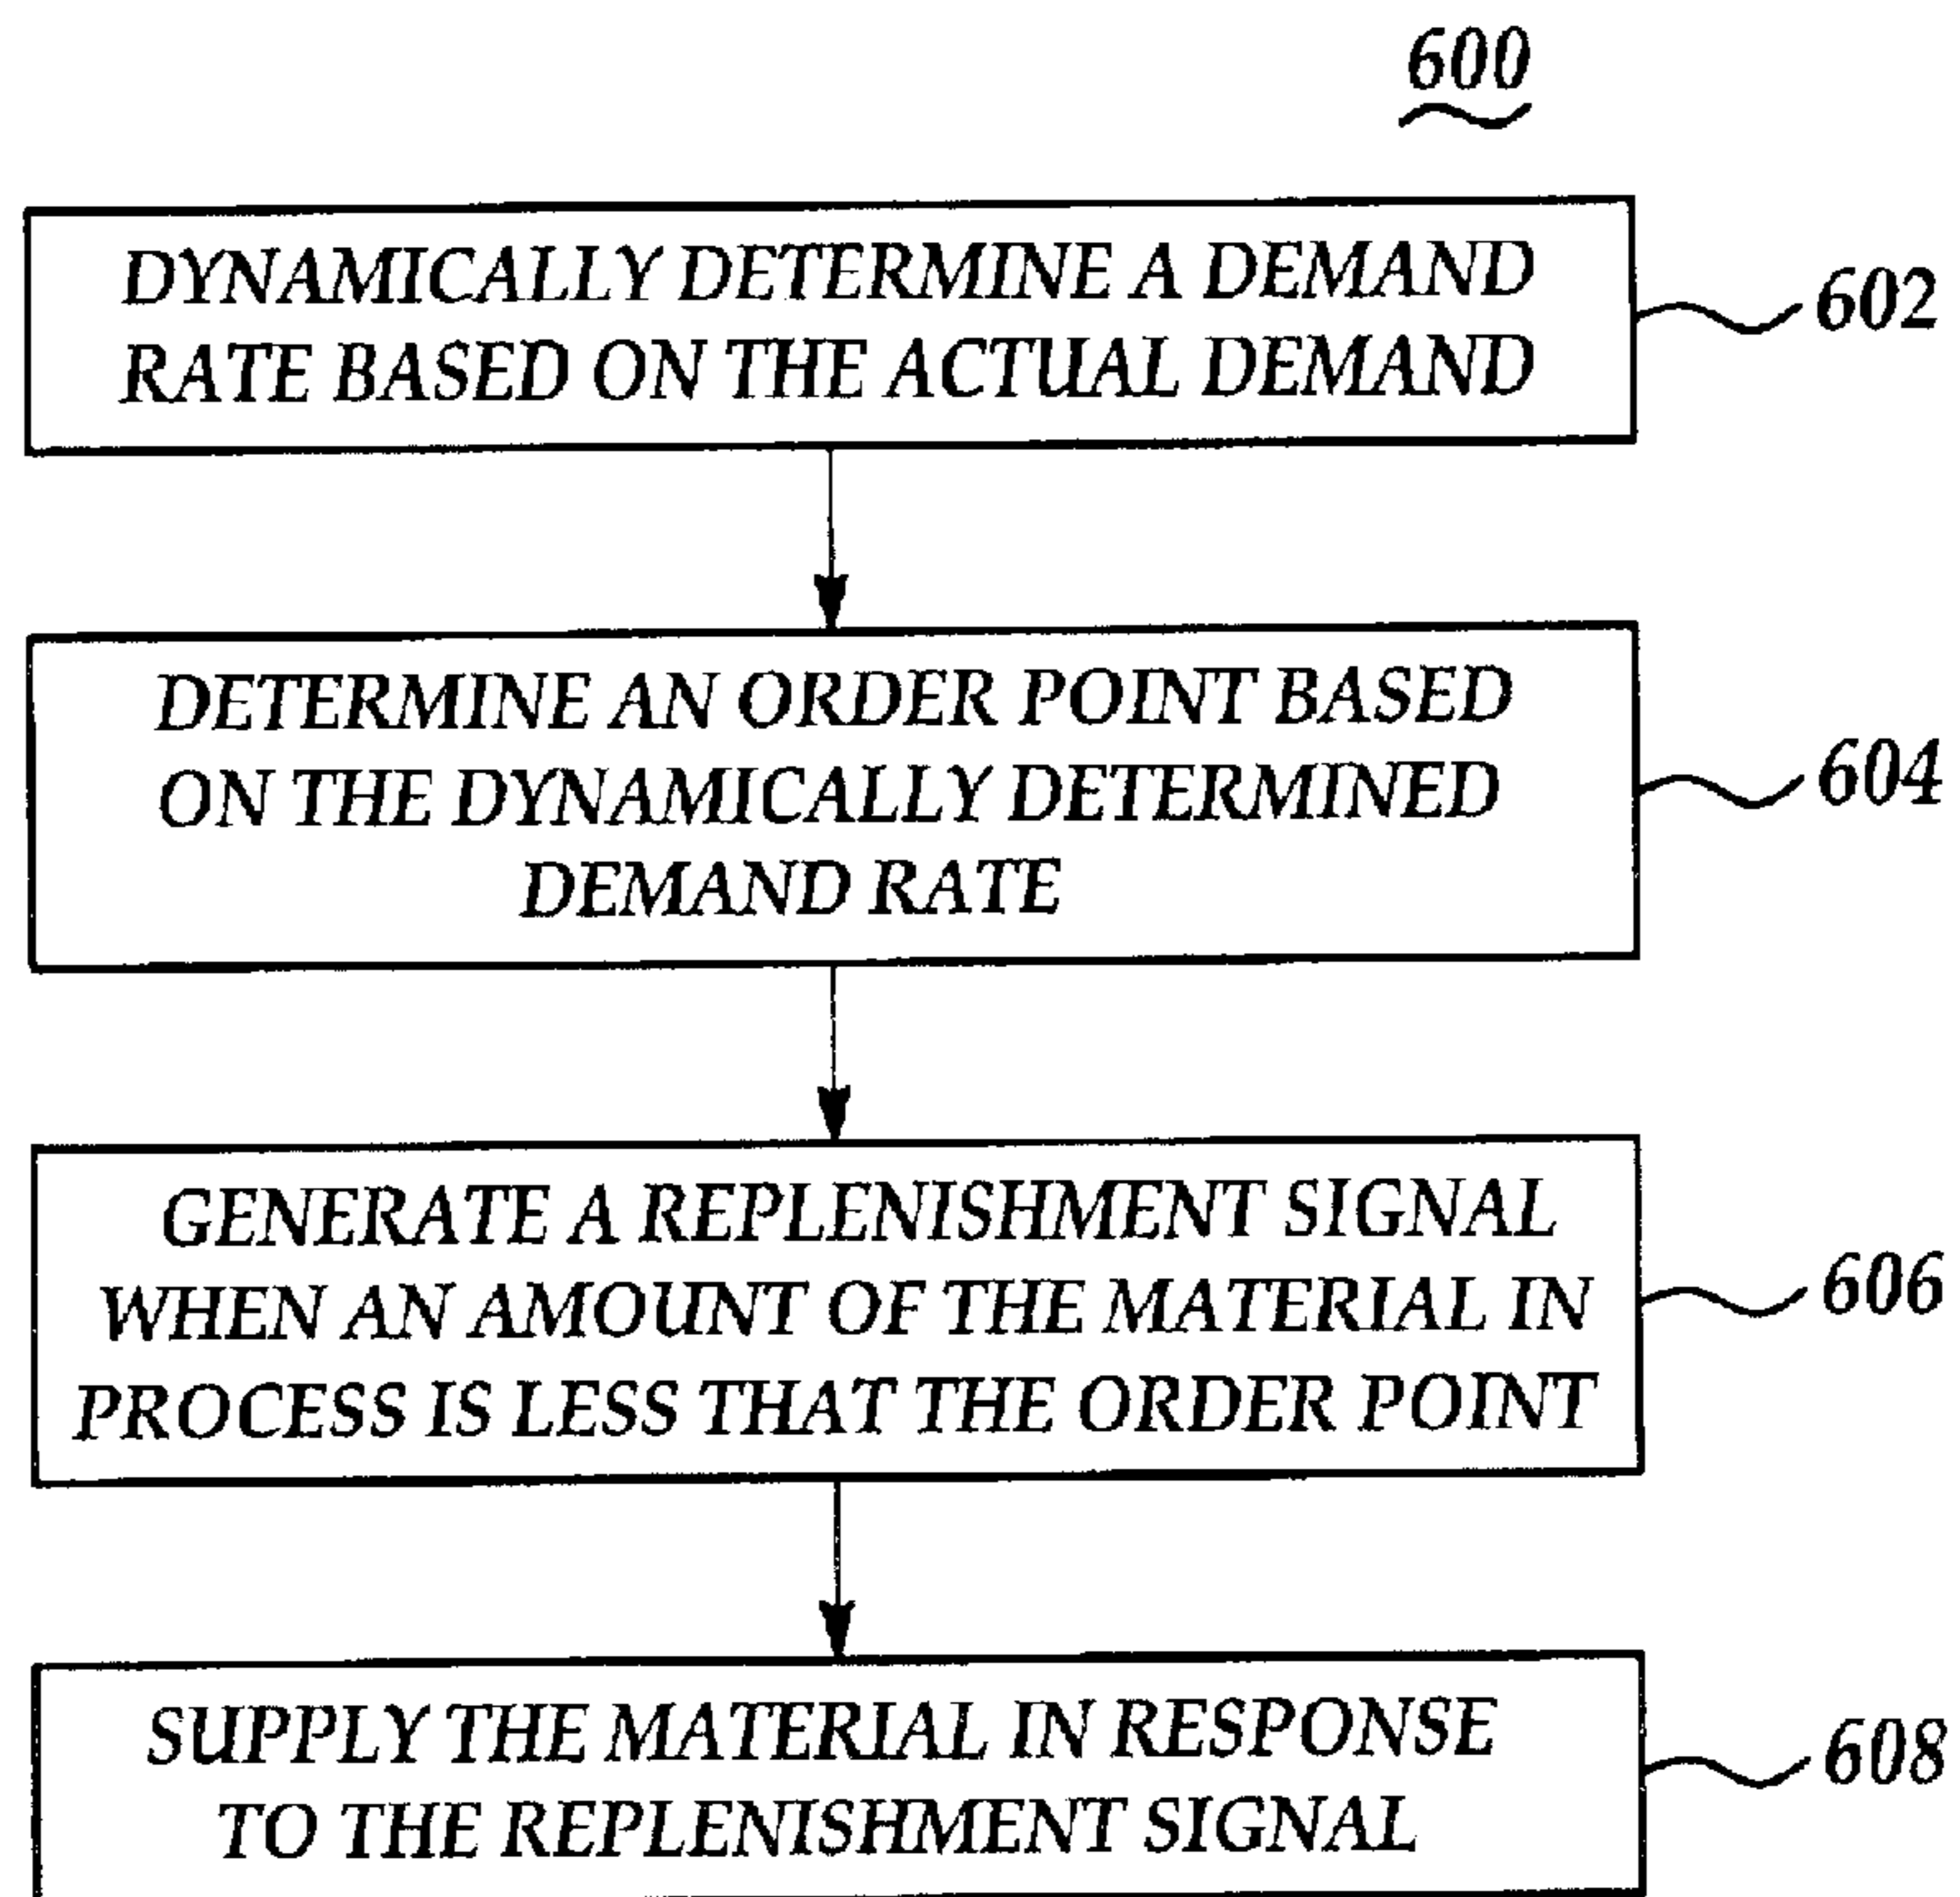 600
DYNAMICALLY DETERMINE A DEMAND
RATE BASED ON THE ACTUAL DEMAND
602
DETERMINE AN ORDER POINT BASED
ON THE DYNAMICALLY DETERMINED
DEMAND RATE
604
GENERATE A REPLENISHMENT SIGNAL
WHEN AN AMOUNT OF THE MATERIAL IN
PROCESS IS LESS THAT THE ORDER POINT
606
SUPPLY THE MATERIAL IN RESPONSE
TO THE REPLENISHMENT SIGNAL
608